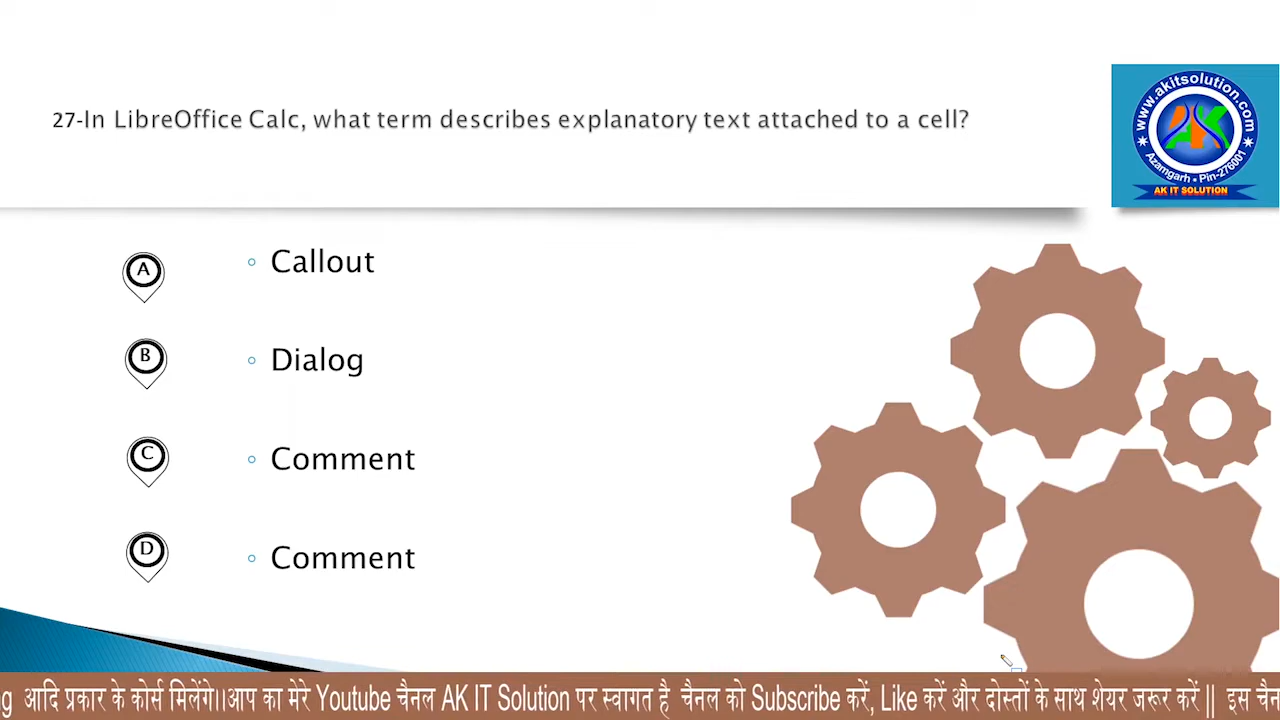 27-In LibreOffice Calc, what term describes explanatory text attached to a cell?
www.akitsolution.com
AK
Azamgarh • Pin-276001
AK IT SOLUTION
A
Callout
B
Dialog
C
Comment
D
Comment
आदि प्रकार के कोर्स मिलेंगे।।आप का मेरे Youtube चैनल AK IT Solution पर स्वागत है चैनल को Subscribe करें, Like करें और दोस्तों के साथ शेयर जरूर करें || इस